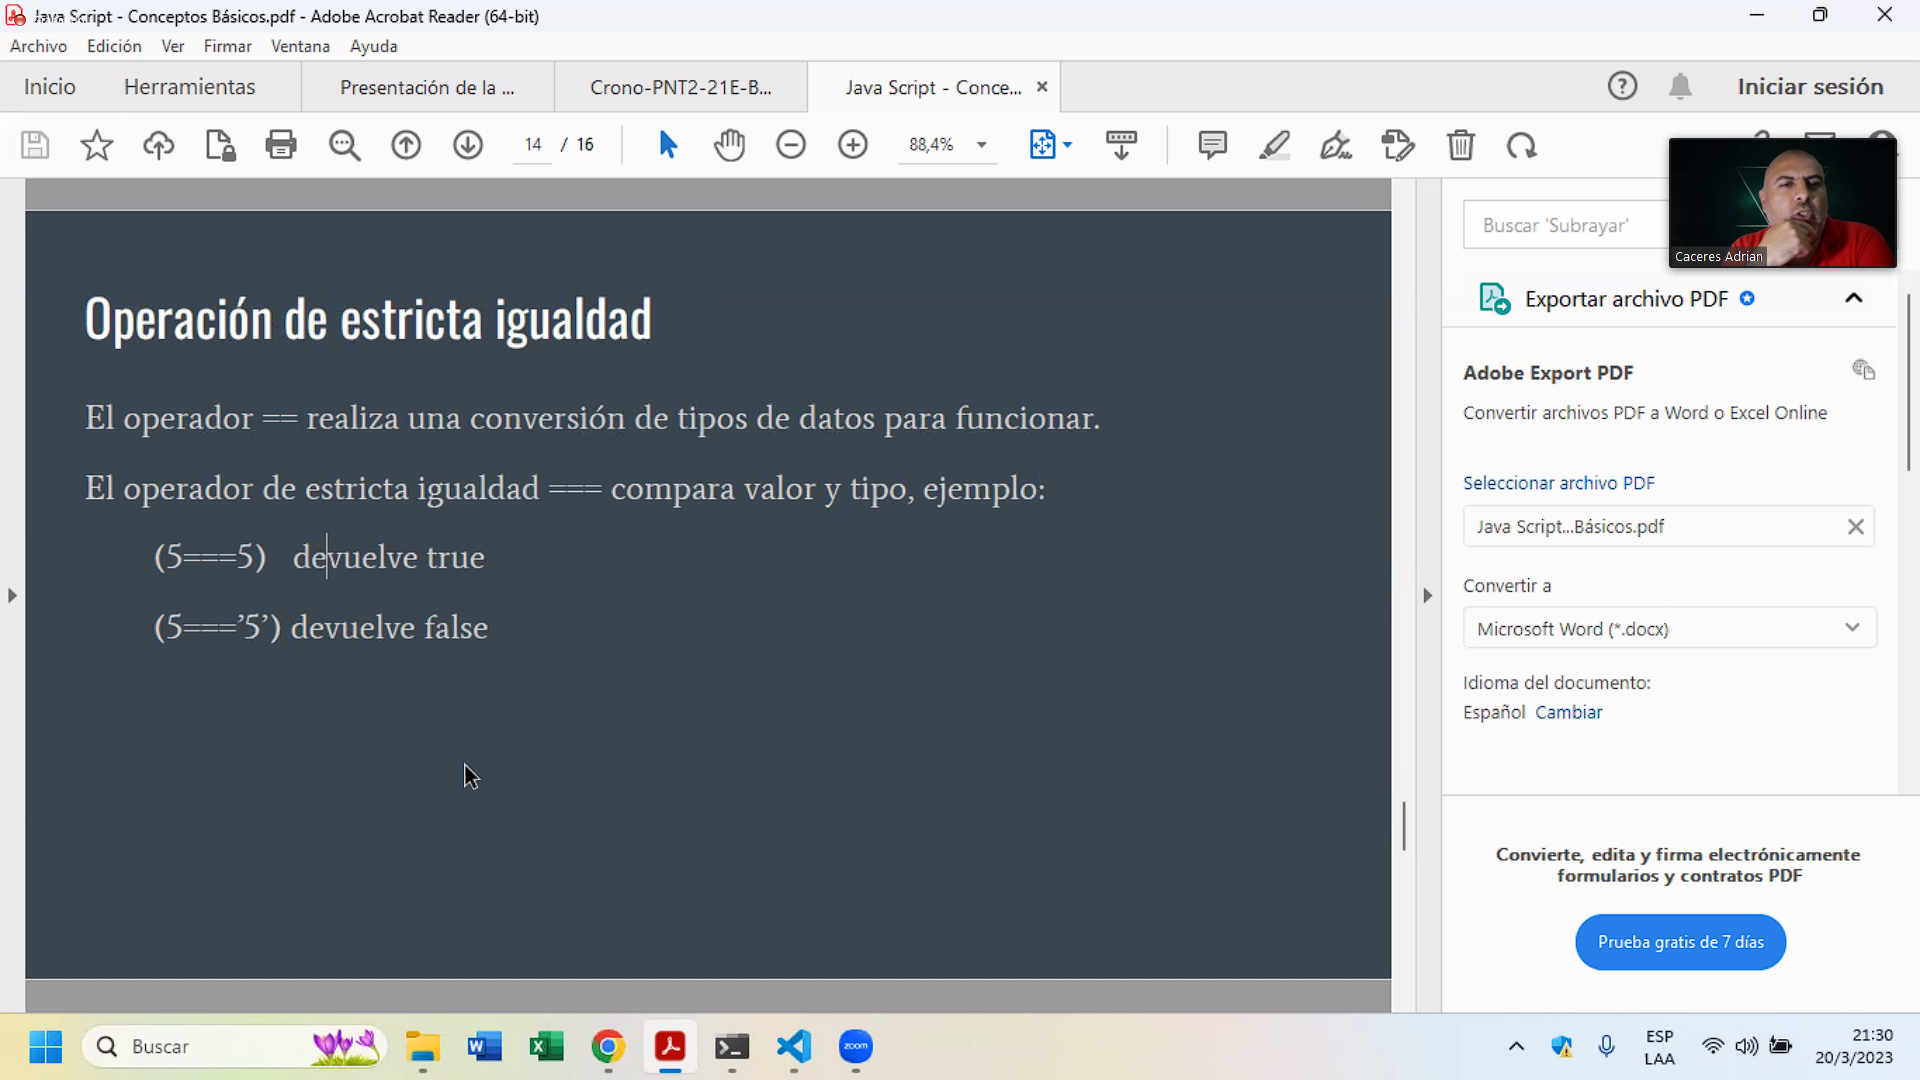 Java Script - Conceptos Básicos.pdf - Adobe Acrobat Reader (64-bit)
Archivo Edición Ver Firmar Ventana Ayuda
Inicio Herramientas Presentación de la ... Crono-PNT2-21E-B... Java Script - Conce... Iniciar sesión
14 / 16 88,4%
Caceres Adrian
Buscar 'Subrayar'
Exportar archivo PDF
Adobe Export PDF
Convertir archivos PDF a Word o Excel Online
Seleccionar archivo PDF
Java Script...Básicos.pdf
Convertir a
Microsoft Word (*.docx)
Idioma del documento:
Español Cambiar
Convierte, edita y firma electrónicamente
formularios y contratos PDF
Prueba gratis de 7 días
Operación de estricta igualdad
El operador == realiza una conversión de tipos de datos para funcionar.
El operador de estricta igualdad === compara valor y tipo, ejemplo:
(5===5) devuelve true
(5===’5’) devuelve false
Buscar
zoom
ESP
LAA
21:30
20/3/2023